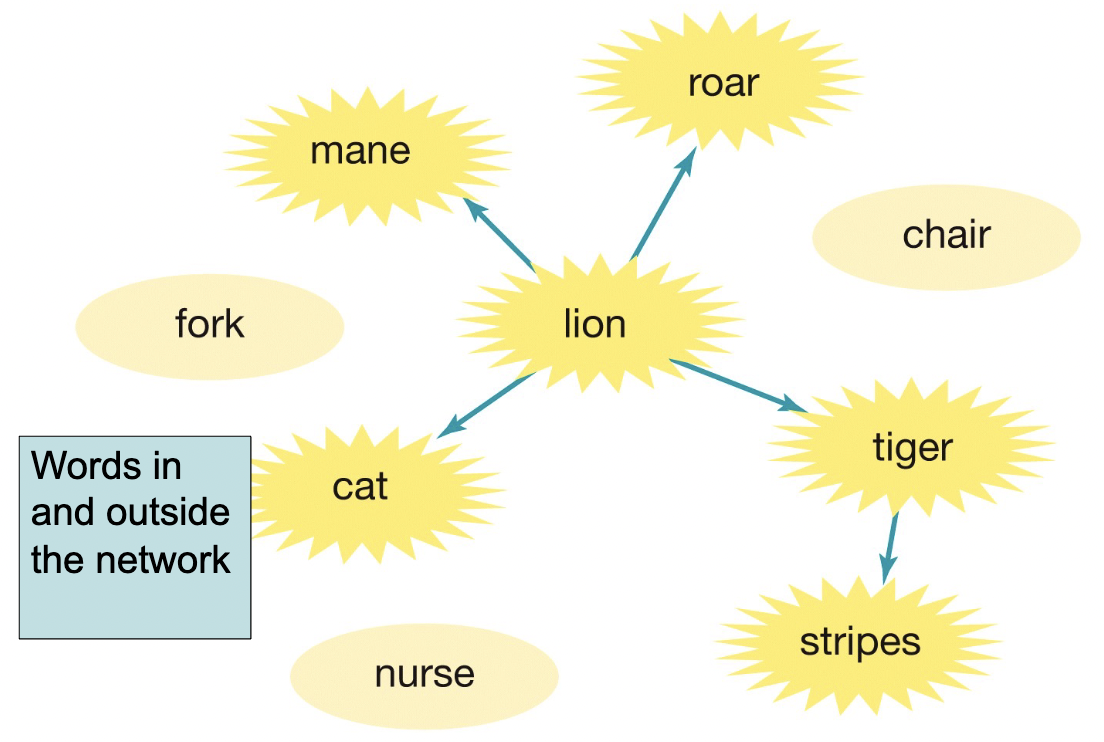 roar
mane
chair
lion
fork
tiger
Words in
and outside
the network
cat
stripes
nurse